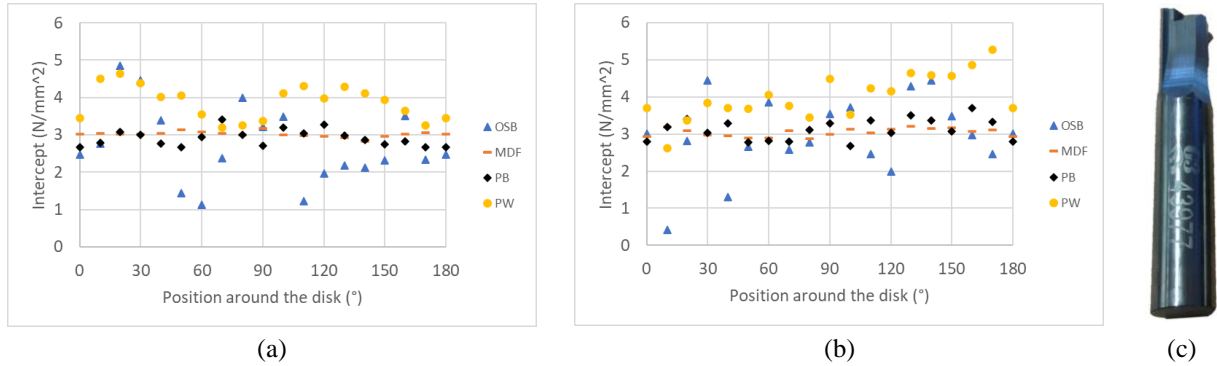 6
5
4
3
2
1
0
Intercept (N/mm^2)
0 30 60 90 120 150 180
Position around the disk (°)
OSB
MDF
PB
PW
(a)
6
5
4
3
2
1
0
Intercept (N/mm^2)
0 30 60 90 120 150 180
Position around the disk (°)
OSB
MDF
PB
PW
(b)
43977
(c)